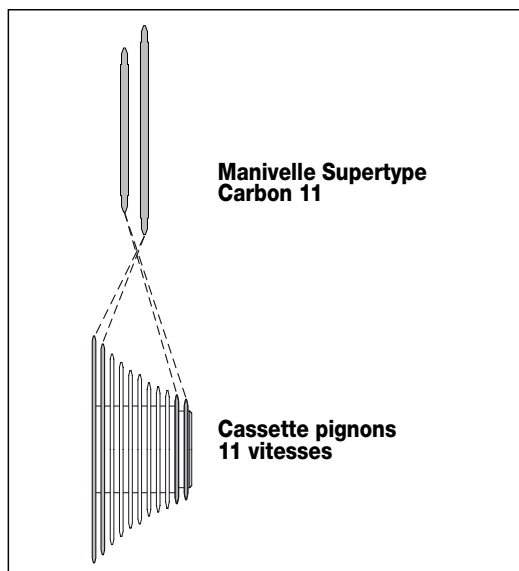 Manivelle Supertype
Carbon 11
Cassette pignons
11 vitesses